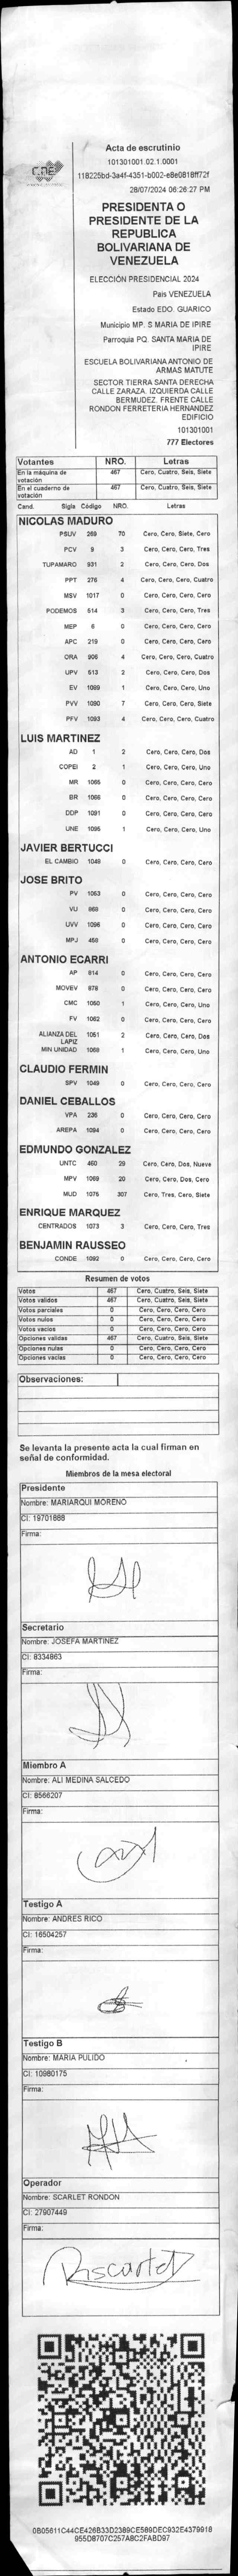 CNE
Acta de escrutinio
101301001.02.1.0001
118225bd-3a4f-4351-b002-e8e0818ff72f
28/07/2024 06:26:27 PM
PRESIDENTA O
PRESIDENTE DE LA
REPUBLICA
BOLIVARIANA DE
VENEZUELA
ELECCIÓN PRESIDENCIAL 2024
Pais VENEZUELA
Estado EDO. GUARICO
Municipio MP. S MARIA DE IPIRE
Parroquia PQ. SANTA MARIA DE
IPIRE
ESCUELA BOLIVARIANA ANTONIO DE
ARMAS MATUTE
SECTOR TIERRA SANTA DERECHA
CALLE ZARAZA. IZQUIERDA CALLE
BERMUDEZ. FRENTE CALLE
RONDON FERRETERIA HERNANDEZ
EDIFICIO
101301001
777 Electores
Votantes NRO. Letras
En la máquina de votación 467 Cero, Cuatro, Seis, Siete
En el cuaderno de votación 467 Cero, Cuatro, Seis, Siete
Cand. Sigla Código NRO. Letras
NICOLAS MADURO
PSUV 269 70 Cero, Cero, Siete, Cero
PCV 9 3 Cero, Cero, Cero, Tres
TUPAMARO 931 2 Cero, Cero, Cero, Dos
PPT 276 4 Cero, Cero, Cero, Cuatro
MSV 1017 0 Cero, Cero, Cero, Cero
PODEMOS 514 3 Cero, Cero, Cero, Tres
MEP 6 0 Cero, Cero, Cero, Cero
APC 219 0 Cero, Cero, Cero, Cero
ORA 906 4 Cero, Cero, Cero, Cuatro
UPV 513 2 Cero, Cero, Cero, Dos
EV 1089 1 Cero, Cero, Cero, Uno
PVV 1090 7 Cero, Cero, Cero, Siete
PFV 1093 4 Cero, Cero, Cero, Cuatro
LUIS MARTINEZ
AD 1 2 Cero, Cero, Cero, Dos
COPEI 2 1 Cero, Cero, Cero, Uno
MR 1065 0 Cero, Cero, Cero, Cero
BR 1066 0 Cero, Cero, Cero, Cero
DDP 1091 0 Cero, Cero, Cero, Cero
UNE 1095 1 Cero, Cero, Cero, Uno
JAVIER BERTUCCI
EL CAMBIO 1048 0 Cero, Cero, Cero, Cero
JOSE BRITO
PV 1063 0 Cero, Cero, Cero, Cero
VU 869 0 Cero, Cero, Cero, Cero
UVV 1096 0 Cero, Cero, Cero, Cero
MPJ 458 0 Cero, Cero, Cero, Cero
ANTONIO ECARRI
AP 814 0 Cero, Cero, Cero, Cero
MOVEV 878 0 Cero, Cero, Cero, Cero
CMC 1060 1 Cero, Cero, Cero, Uno
FV 1062 0 Cero, Cero, Cero, Cero
ALIANZA DEL LAPIZ 1051 2 Cero, Cero, Cero, Dos
MIN UNIDAD 1068 1 Cero, Cero, Cero, Uno
CLAUDIO FERMIN
SPV 1049 0 Cero, Cero, Cero, Cero
DANIEL CEBALLOS
VPA 236 0 Cero, Cero, Cero, Cero
AREPA 1094 0 Cero, Cero, Cero, Cero
EDMUNDO GONZALEZ
UNTC 460 29 Cero, Cero, Dos, Nueve
MPV 1069 20 Cero, Cero, Dos, Cero
MUD 1075 307 Cero, Tres, Cero, Siete
ENRIQUE MARQUEZ
CENTRADOS 1073 3 Cero, Cero, Cero, Tres
BENJAMIN RAUSSEO
CONDE 1092 0 Cero, Cero, Cero, Cero
Resumen de votos
Votos 467 Cero, Cuatro, Seis, Siete
Votos validos 467 Cero, Cuatro, Seis, Siete
Votos parciales 0 Cero, Cero, Cero, Cero
Votos nulos 0 Cero, Cero, Cero, Cero
Votos vacios 0 Cero, Cero, Cero, Cero
Opciones validas 467 Cero, Cuatro, Seis, Siete
Opciones nulas 0 Cero, Cero, Cero, Cero
Opciones vacias 0 Cero, Cero, Cero, Cero
Observaciones:
Se levanta la presente acta la cual firman en
señal de conformidad.
Miembros de la mesa electoral
Presidente
Nombre: MARIARQUI MORENO
CI: 19701686
Firma:
Secretario
Nombre: JOSEFA MARTINEZ
CI: 8334863
Firma:
Miembro A
Nombre: ALI MEDINA SALCEDO
CI: 8566207
Firma:
Testigo A
Nombre: ANDRES RICO
CI: 16504257
Firma:
Testigo B
Nombre: MARIA PULIDO
CI: 10980175
Firma:
Operador
Nombre: SCARLET RONDON
CI: 27907449
Firma:
Riscarlet
0B05611C44CE426B33D2389CE589DEC932E4379918
955D8707C257A8C2FABD97